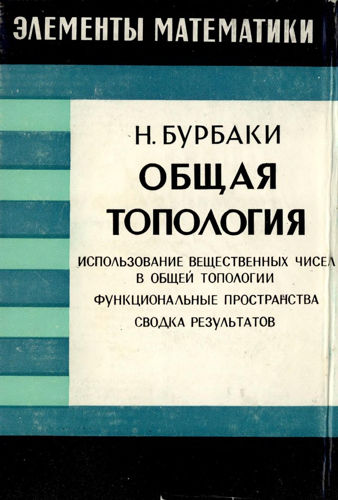 ЭЛЕМЕНТЫ МАТЕМАТИКИ
Н. БУРБАКИ
ОБЩАЯ
ТОПОЛОГИЯ
ИСПОЛЬЗОВАНИЕ ВЕЩЕСТВЕННЫХ ЧИСЕЛ
В ОБЩЕЙ ТОПОЛОГИИ
ФУНКЦИОНАЛЬНЫЕ ПРОСТРАНСТВА
СВОДКА РЕЗУЛЬТАТОВ